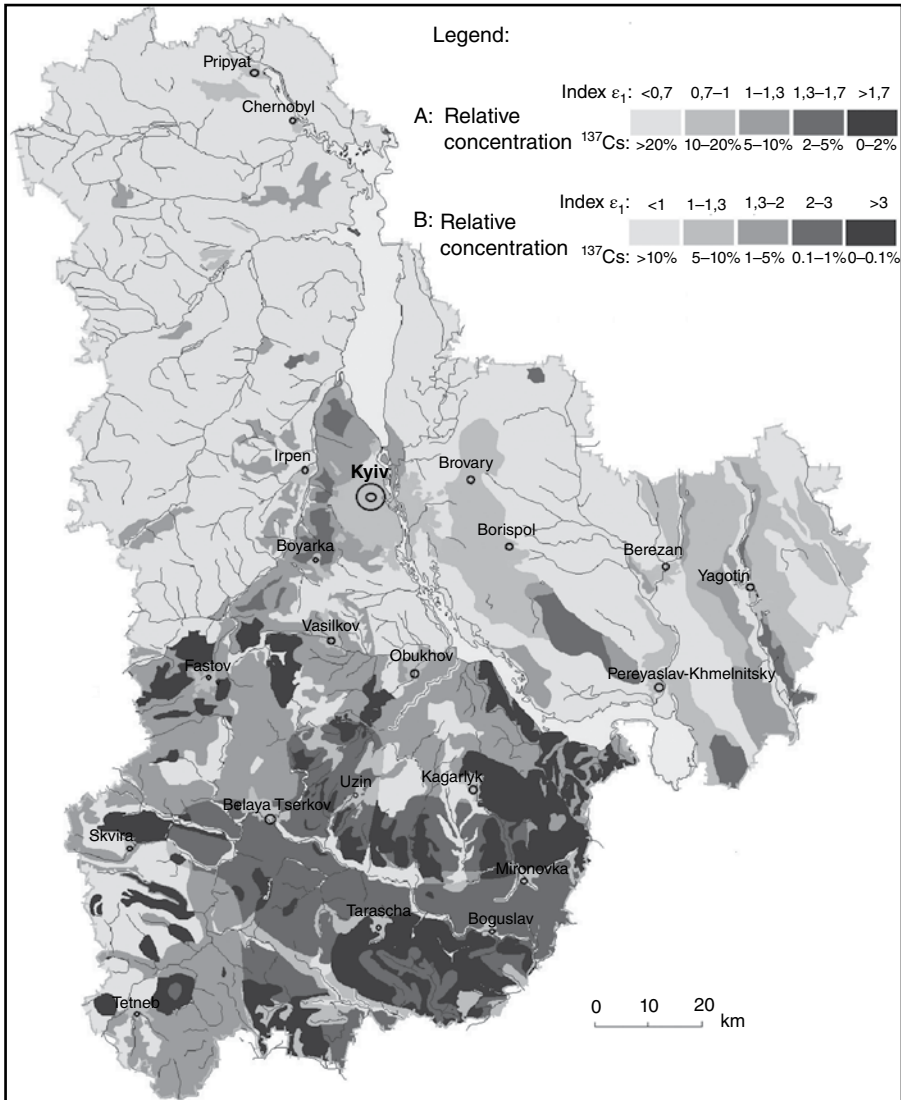 Legend:
Index ε₁: <0,7 0,7–1 1–1,3 1,3–1,7 >1,7
A: Relative
concentration
¹³⁷Cs: >20% 10–20% 5–10% 2–5% 0–2%
Index ε₁: <1 1–1,3 1,3–2 2–3 >3
B: Relative
concentration
¹³⁷Cs: >10% 5–10% 1–5% 0.1–1% 0–0.1%
Pripyat
Chernobyl
Irpen
Kyiv
Brovary
Borispol
Boyarka
Berezan
Yagotin
Vasilkov
Obukhov
Fastov
Pereyaslav-Khmelnitsky
Uzin
Kagarlyk
Belaya Tserkov
Skvira
Mironovka
Tarascha
Boguslav
Tetneb
0 10 20
km